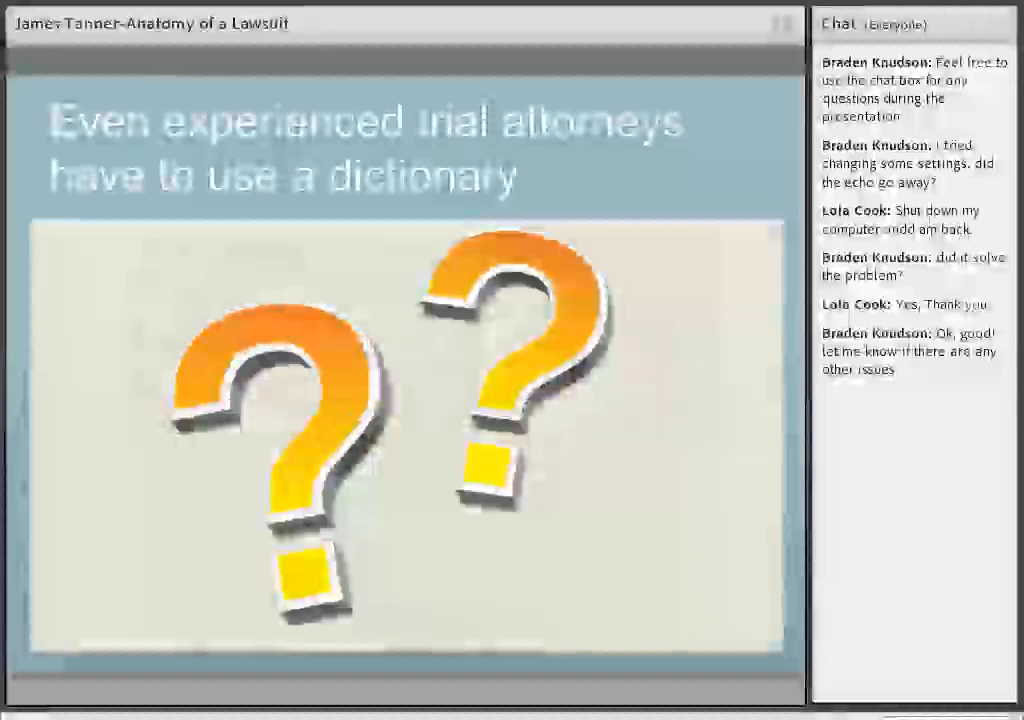 James Tanner-Anatomy of a Lawsuit
Even experienced trial attorneys
have to use a dictionary
Chat (Everyone)
Braden Knudson: Feel free to
use the chat box for any
questions during the
presentation
Braden Knudson: I tried
changing some settings. did
the echo go away?
Lola Cook: Shut down my
computer andd am back.
Braden Knudson: did it solve
the problem?
Lola Cook: Yes, Thank you.
Braden Knudson: Ok, good!
let me know if there are any
other issues